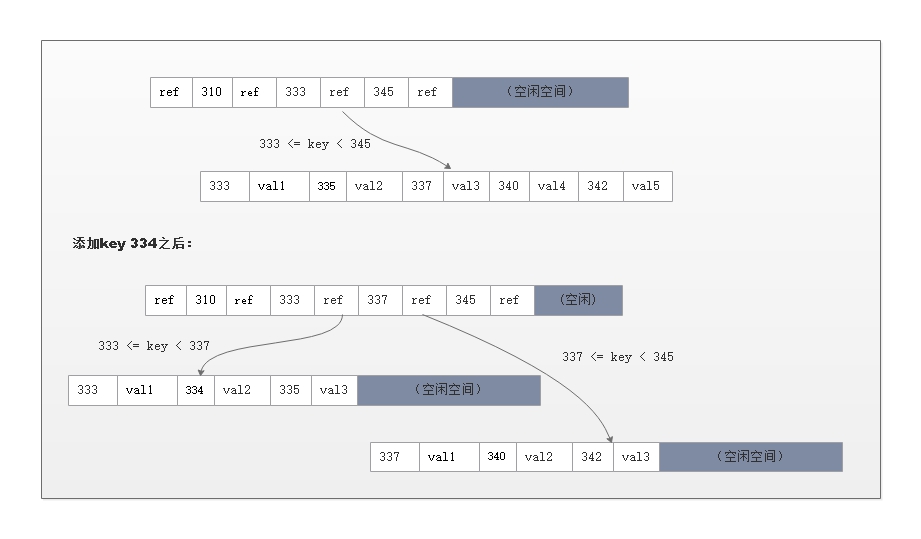 ref 310 ref 333 ref 345 ref （空闲空间）
333 <= key < 345
333 val1 335 val2 337 val3 340 val4 342 val5
添加key 334之后：
ref 310 ref 333 ref 337 ref 345 ref （空闲）
333 <= key < 337
337 <= key < 345
333 val1 334 val2 335 val3 （空闲空间）
337 val1 340 val2 342 val3 （空闲空间）